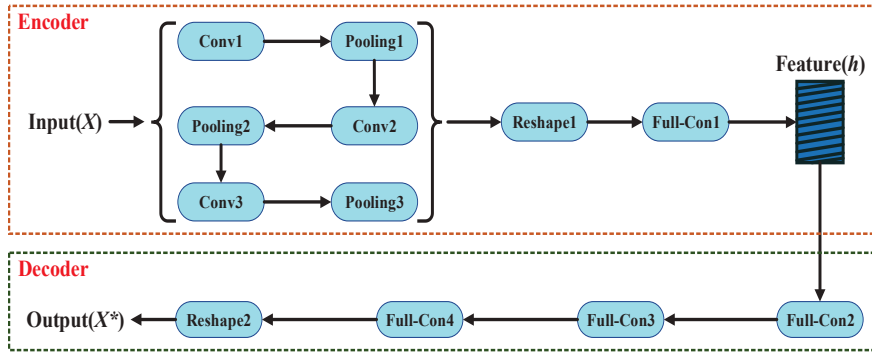 Encoder
Conv1
Pooling1
Feature(h)
Input(X)
Pooling2
Conv2
Reshape1
Full-Con1
Conv3
Pooling3
Decoder
Output(X*)
Reshape2
Full-Con4
Full-Con3
Full-Con2